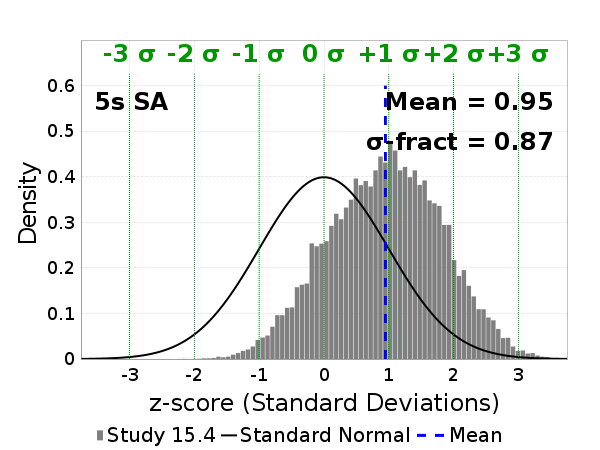 -3 σ -2 σ -1 σ 0 σ +1 σ +2 σ +3 σ
0.6
5s SA
Mean = 0.95
0.5
σ-fract = 0.87
0.4
0.3
0.2
0.1
0
Density
-3 -2 -1 0 1 2 3
z-score (Standard Deviations)
Study 15.4 Standard Normal Mean